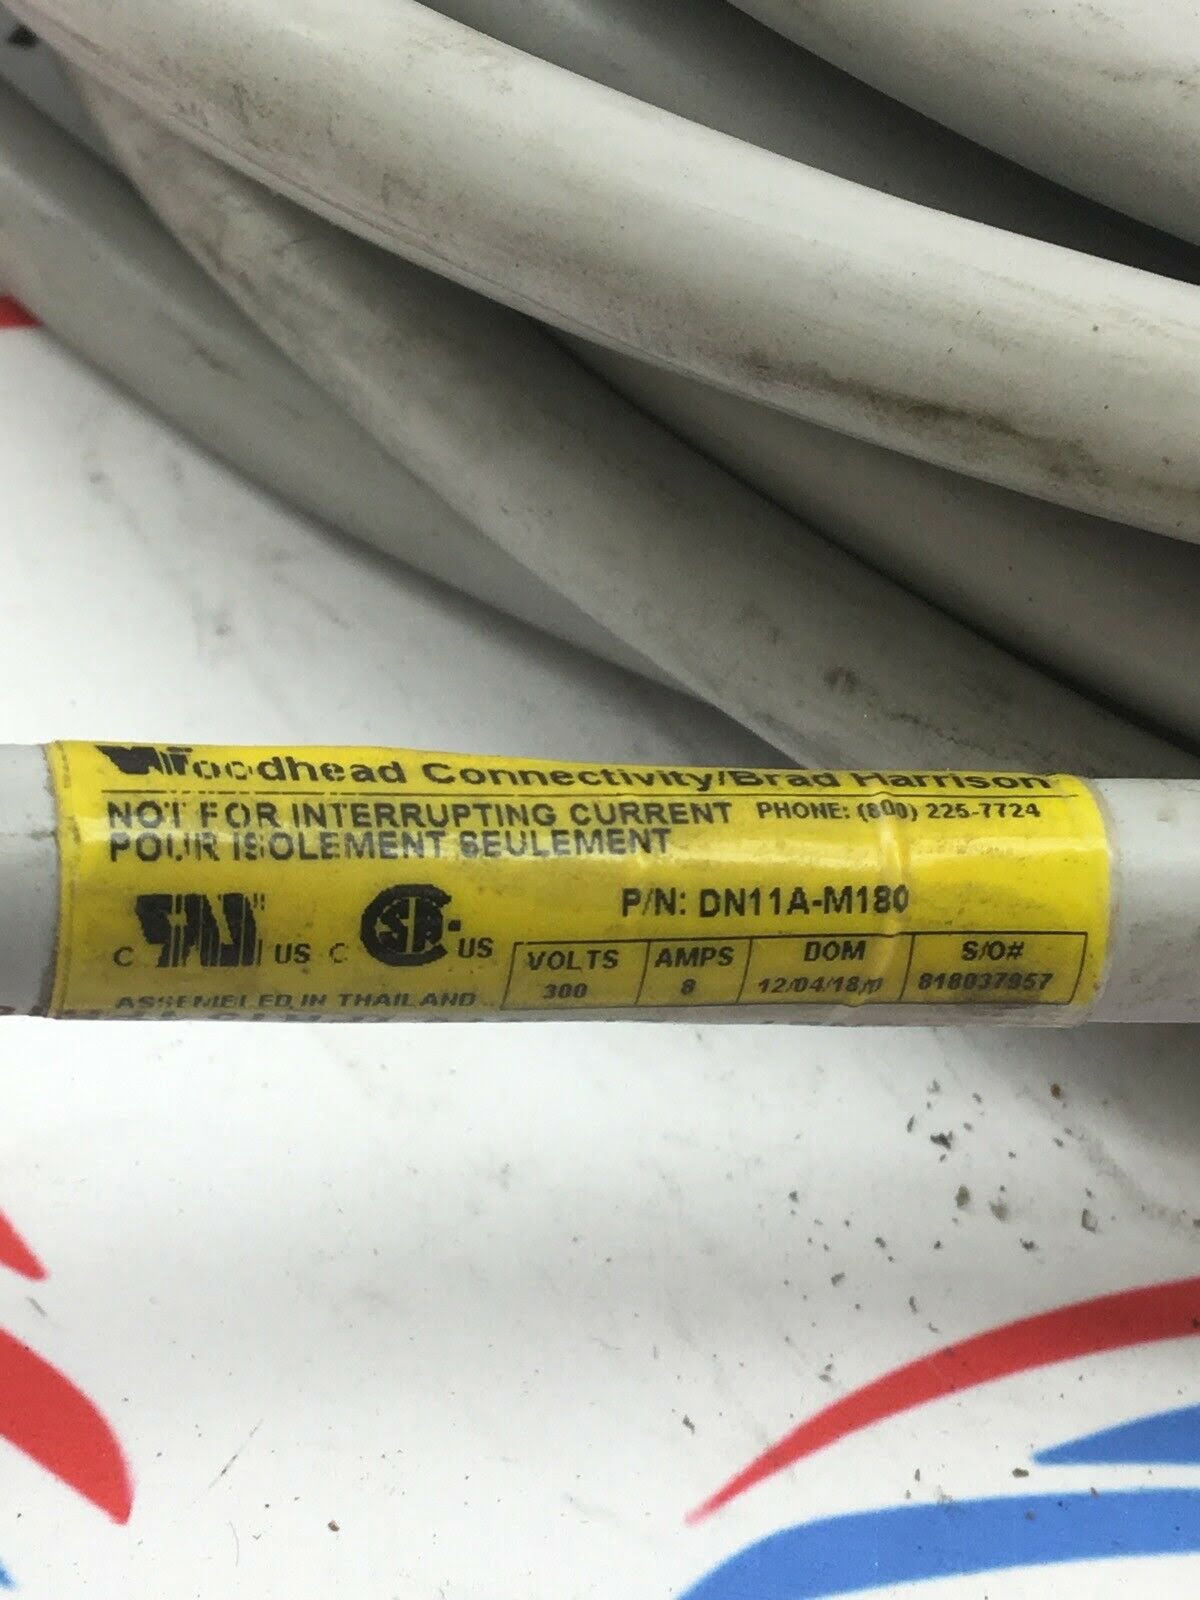 Woodhead Connectivity/Brad Harrison
NOT FOR INTERRUPTING CURRENT PHONE: (800) 225-7724
POUR ISOLEMENT SEULEMENT
P/N: DN11A-M180
C US C SA US
VOLTS AMPS DOM S/O#
300 8 12/04/18/p 818037957
ASSEMBLED IN THAILAND